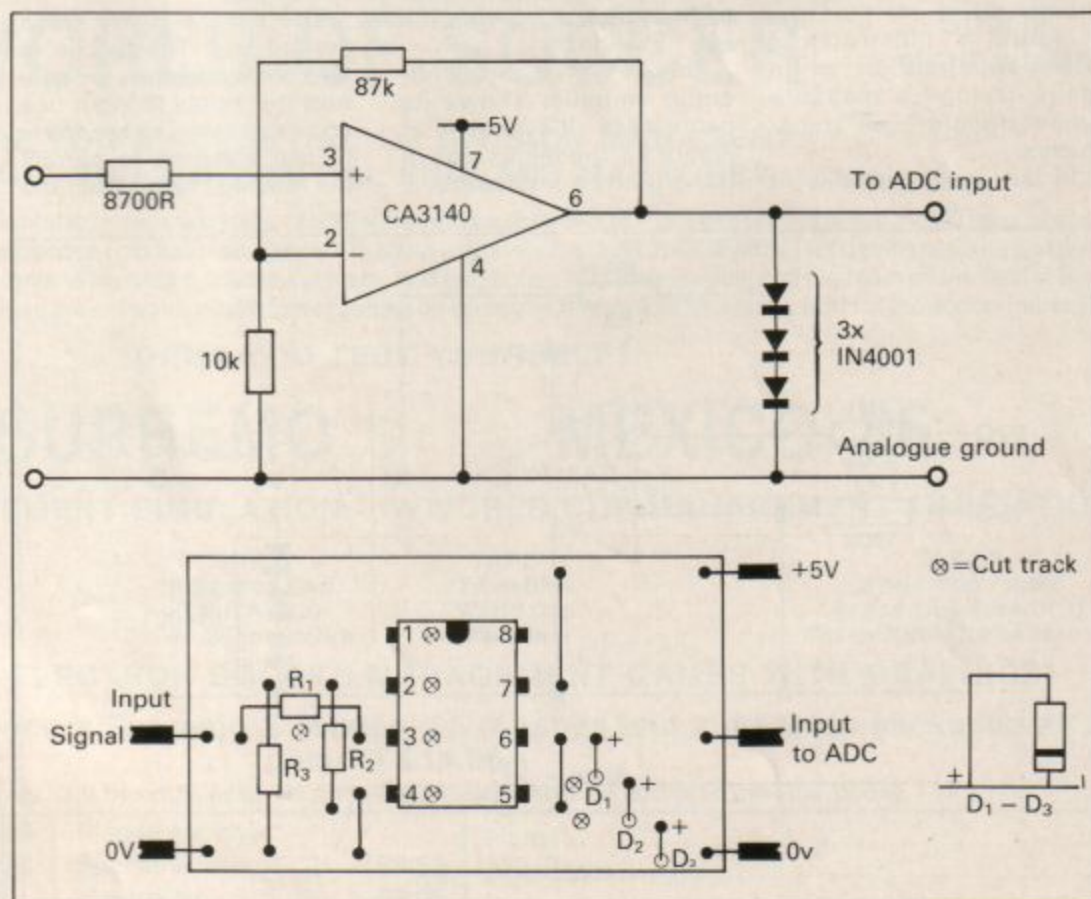 87k
5V
3
7
8700R
+
CA3140
6
To ADC input
2
−
4
10k
3x
IN4001
Analogue ground
+5V
⊗=Cut track
1
8
R₁
Input
2
7
Signal
3
6
Input
to ADC
R₃
R₂
+
D₁
4
5
+
D₂
+
D₃
+
D₁ – D₃
0V
0v